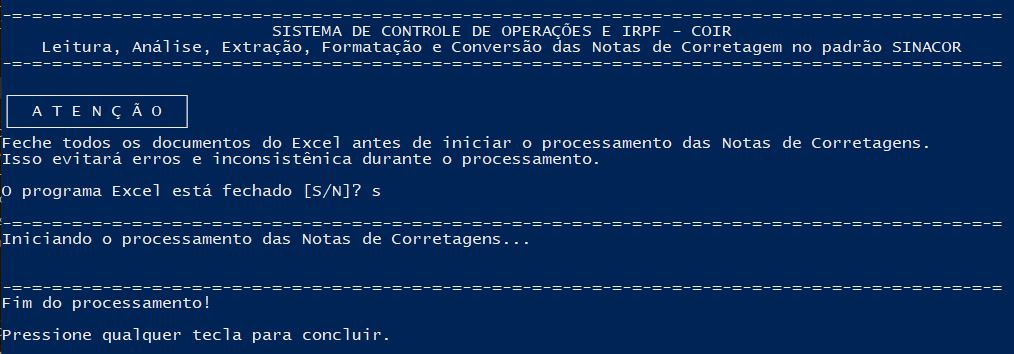 -=-=-=-=-=-=-=-=-=-=-=-=-=-=-=-=-=-=-=-=-=-=-=-=-=-=-=-=-=-=-=-=-=-=-=-=-=-=-=-=-=-=-=-=-=-=-=-=-=-=-=-=-=-=
SISTEMA DE CONTROLE DE OPERAÇÕES E IRPF - COIR
Leitura, Análise, Extração, Formatação e Conversão das Notas de Corretagem no padrão SINACOR
-=-=-=-=-=-=-=-=-=-=-=-=-=-=-=-=-=-=-=-=-=-=-=-=-=-=-=-=-=-=-=-=-=-=-=-=-=-=-=-=-=-=-=-=-=-=-=-=-=-=-=-=-=-=
A T E N Ç Ã O
Feche todos os documentos do Excel antes de iniciar o processamento das Notas de Corretagens.
Isso evitará erros e inconsistênica durante o processamento.
O programa Excel está fechado [S/N]? s
-=-=-=-=-=-=-=-=-=-=-=-=-=-=-=-=-=-=-=-=-=-=-=-=-=-=-=-=-=-=-=-=-=-=-=-=-=-=-=-=-=-=-=-=-=-=-=-=-=-=-=-=-=-=
Iniciando o processamento das Notas de Corretagens...
-=-=-=-=-=-=-=-=-=-=-=-=-=-=-=-=-=-=-=-=-=-=-=-=-=-=-=-=-=-=-=-=-=-=-=-=-=-=-=-=-=-=-=-=-=-=-=-=-=-=-=-=-=-=
Fim do processamento!
Pressione qualquer tecla para concluir.